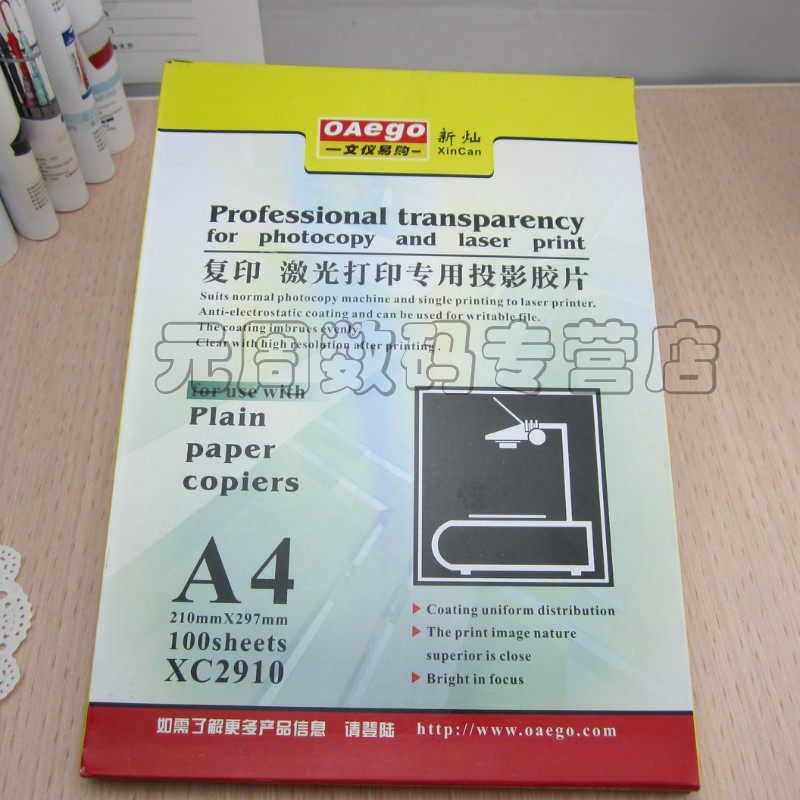 OAego
文仪易购
新灿
XinCan
Professional transparency
for photocopy and laser print
复印 激光打印专用投影胶片
Suits normal photocopy machine and single printing to laser printer.
Anti-electrostatic coating and can be used for writable file.
The coating imbrues evenly.
Clear with high resolution after printing.
元周数码专营店
for use with
Plain
paper
copiers
A4
210mmX297mm
100sheets
XC2910
Coating uniform distribution
The print image nature
superior is close
Bright in focus
如需了解更多产品信息 请登陆 http://www.oaego.com